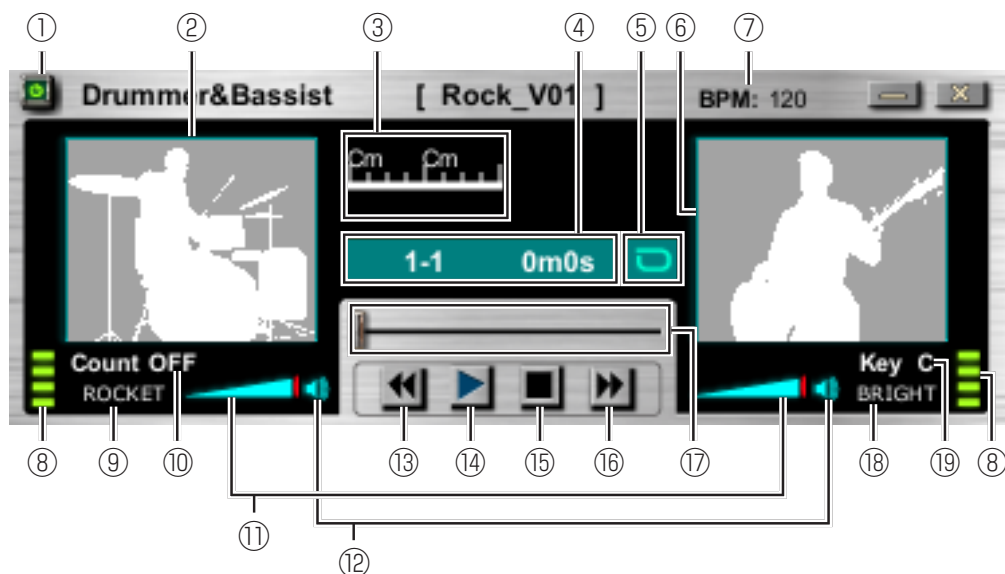 ① ② ③ ④ ⑤ ⑥ ⑦
Drummer&Bassist [ Rock_V01 ] BPM: 120
Cm Cm
1-1 0m0s
Count OFF
ROCKET
Key C
BRIGHT
⑧ ⑨ ⑩ ⑬ ⑭ ⑮ ⑯ ⑰ ⑱ ⑲ ⑧
⑪
⑫